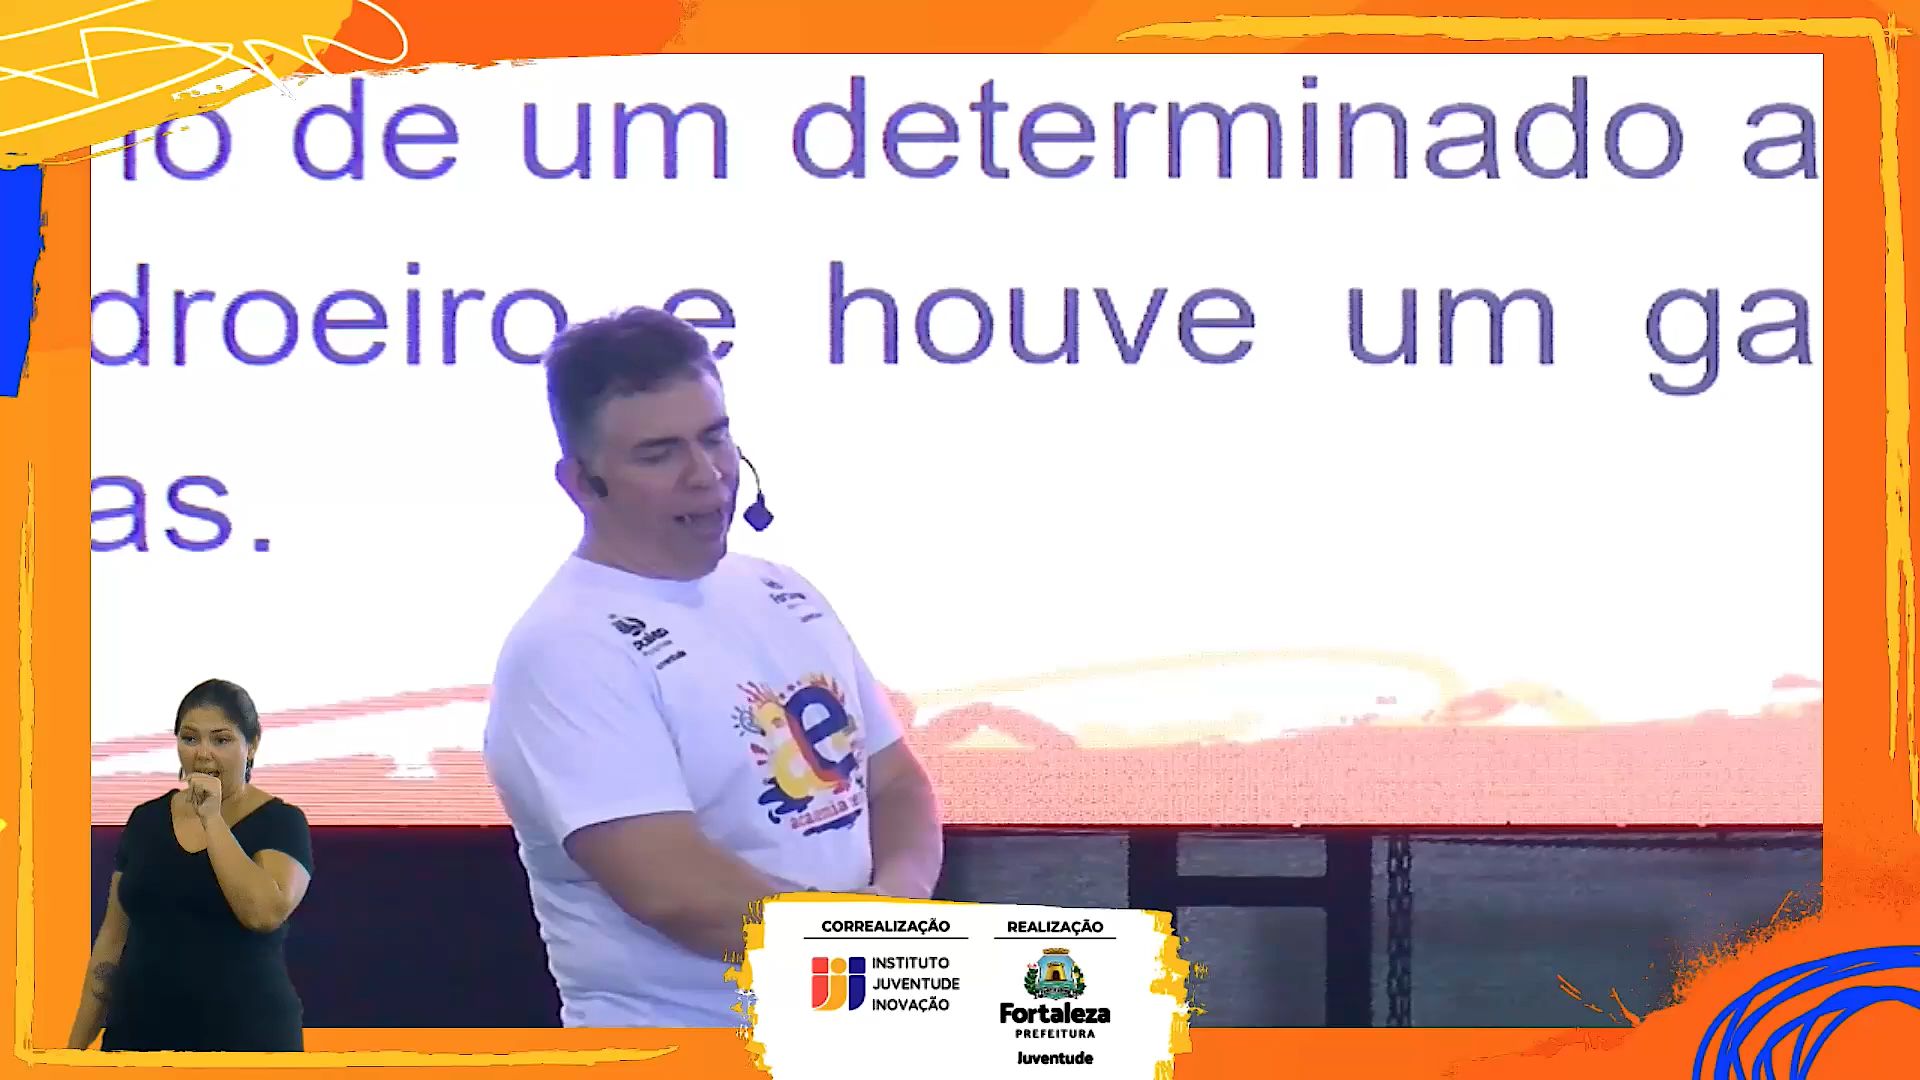 io de um determinado a
droeiro e houve um ga
as.
CORREALIZAÇÃO
INSTITUTO
JUVENTUDE
INOVAÇÃO
REALIZAÇÃO
Fortaleza
PREFEITURA
Juventude